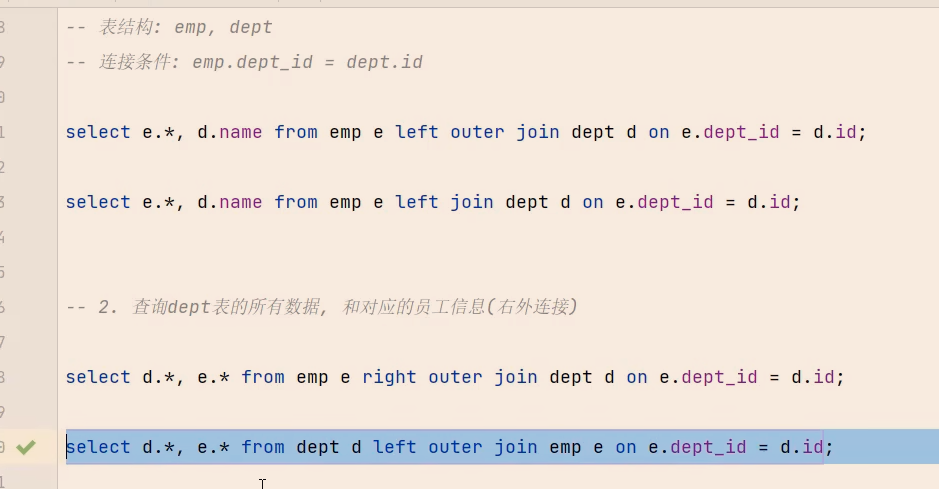 -- 表结构: emp, dept
-- 连接条件: emp.dept_id = dept.id
select e.*, d.name from emp e left outer join dept d on e.dept_id = d.id;
select e.*, d.name from emp e left join dept d on e.dept_id = d.id;
-- 2. 查询dept表的所有数据, 和对应的员工信息(右外连接)
select d.*, e.* from emp e right outer join dept d on e.dept_id = d.id;
select d.*, e.* from dept d left outer join emp e on e.dept_id = d.id;